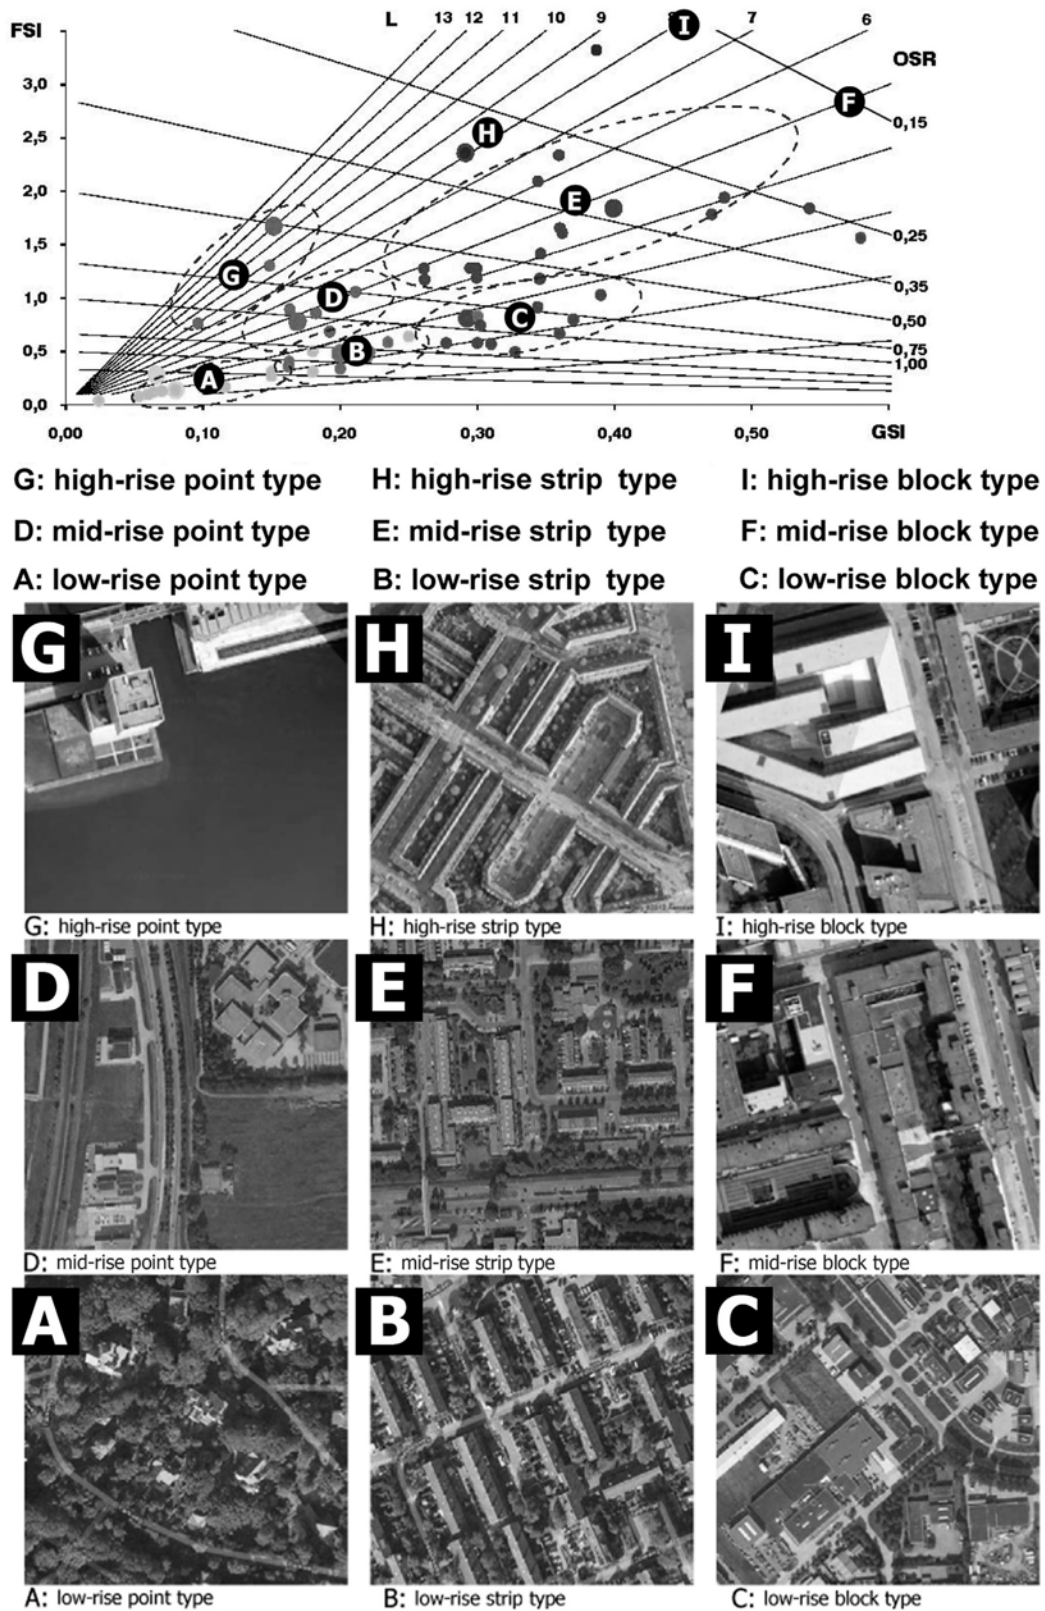 L 13 12 11 10 9 I 7 6
FSI
OSR
3,0
F
0,15
H
2,5
2,0
E
1,5
0,25
G
0,35
1,0
D
C
0,50
0,5
B
0,75
1,00
A
0,0
0,00 0,10 0,20 0,30 0,40 0,50 GSI
G: high-rise point type H: high-rise strip type I: high-rise block type
D: mid-rise point type E: mid-rise strip type F: mid-rise block type
A: low-rise point type B: low-rise strip type C: low-rise block type
G H I
G: high-rise point type H: high-rise strip type I: high-rise block type
D E F
D: mid-rise point type E: mid-rise strip type F: mid-rise block type
A B C
A: low-rise point type B: low-rise strip type C: low-rise block type